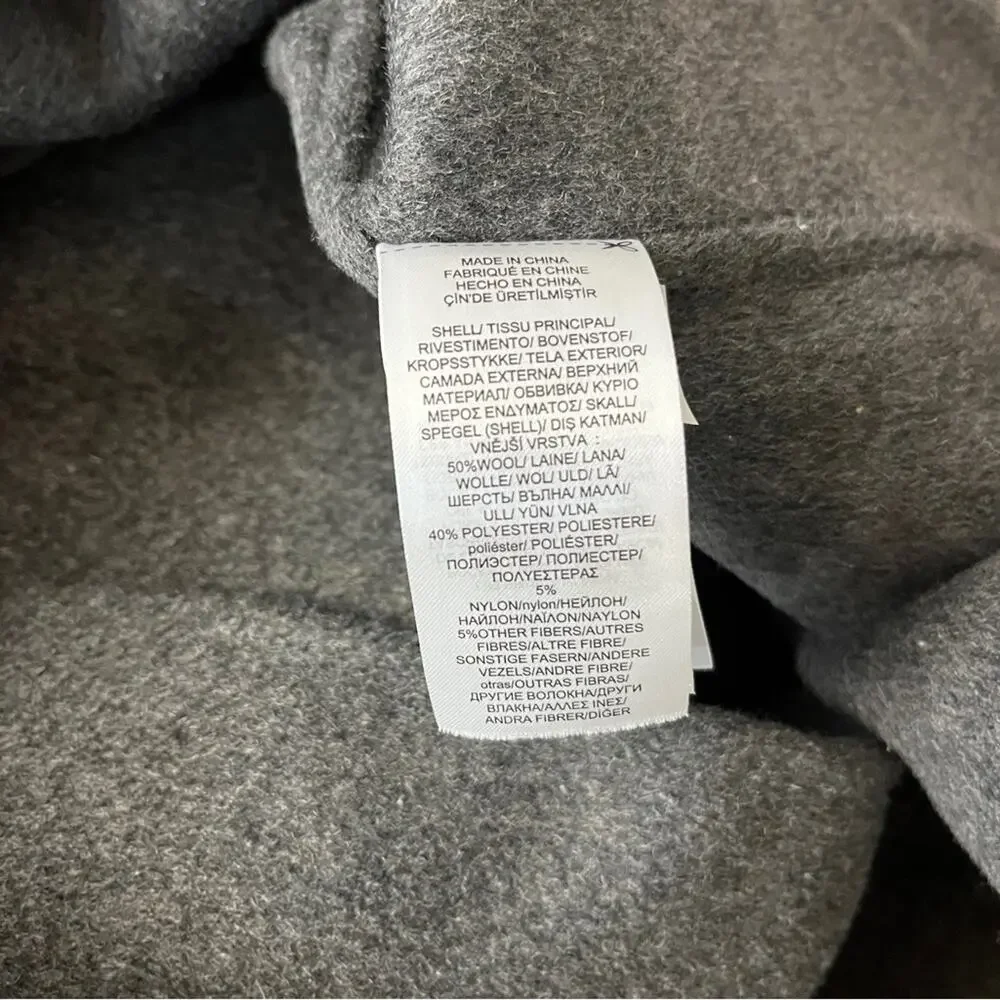 MADE IN CHINA
FABRIQUÉ EN CHINE
HECHO EN CHINA
ÇİN'DE ÜRETİLMİŞTİR
SHELL/ TISSU PRINCIPAL/
RIVESTIMENTO/ BOVENSTOF/
KROPSSTYKKE/ TELA EXTERIOR/
CAMADA EXTERNA/ ВЕРХНИЙ
МАТЕРИАЛ/ ОБВИВКА/ ΚΥΡΙΟ
ΜΕΡΟΣ ΕΝΔΥΜΑΤΟΣ/ SKALL/
SPEGEL (SHELL)/ DIŞ KATMAN/
VNĚJŠÍ VRSTVA :
50%WOOL/ LAINE/ LANA/
WOLLE/ WOL/ ULD/ LÃ/
ШЕРСТЬ/ ВЪЛНА/ ΜΑΛΛΙ/
ULL/ YÜN/ VLNA
40% POLYESTER/ POLIESTERE/
poliéster/ POLIÉSTER/
ПОЛИЭСТЕР/ ПОЛИЕСТЕР/
ΠΟΛΥΕΣΤΕΡΑΣ
5%
NYLON/nylon/НЕЙЛОН/
НАЙЛОН/ΝΑΪΛΟΝ/NAYLON
5%OTHER FIBERS/AUTRES
FIBRES/ALTRE FIBRE/
SONSTIGE FASERN/ANDERE
VEZELS/ANDRE FIBRE/
otras/OUTRAS FIBRAS/
ДРУГИЕ ВОЛОКНА/ДРУГИ
ВЛАКНА/ΑΛΛΕΣ ΙΝΕΣ/
ANDRA FIBRER/DİĞER